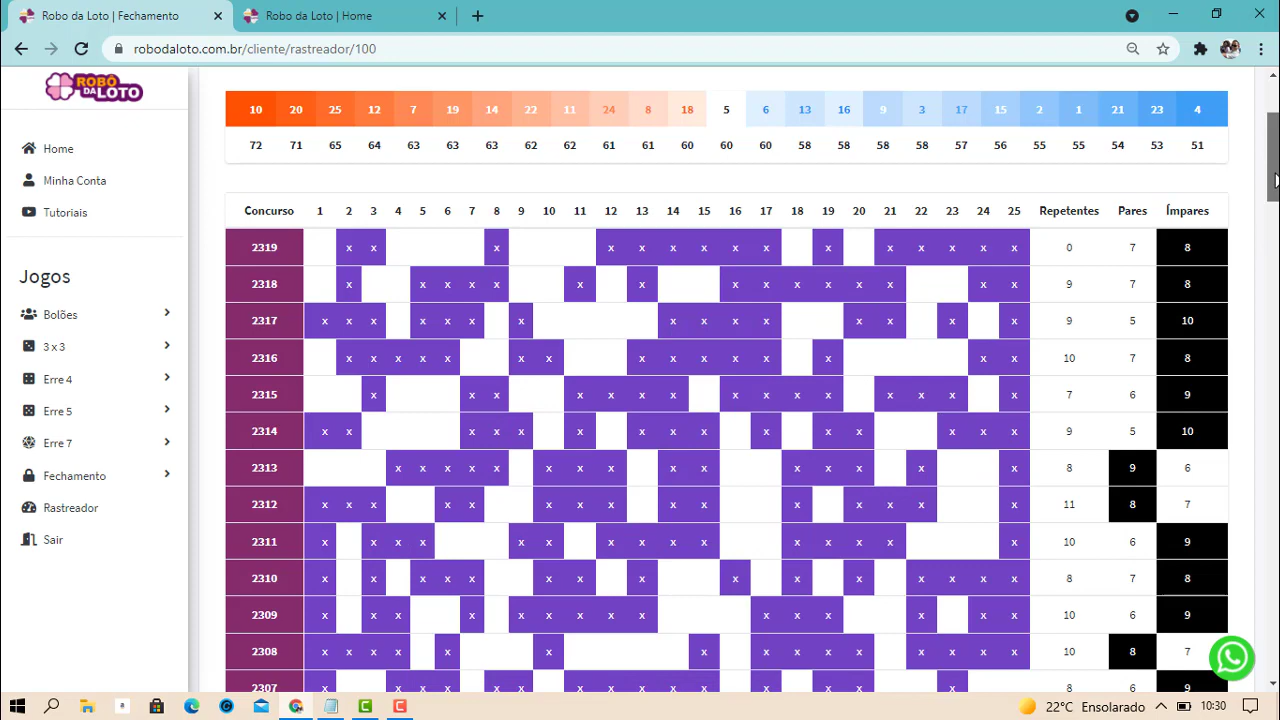 Robo da Loto | Fechamento
Robo da Loto | Home
robodaloto.com.br/cliente/rastreador/100
ROBÔ DA LOTO
Home
Minha Conta
Tutoriais
Jogos
Bolões
3 x 3
Erre 4
Erre 5
Erre 7
Fechamento
Rastreador
Sair
10 20 25 12 7 19 14 22 11 24 8 18 5 6 13 16 9 3 17 15 2 1 21 23 4
72 71 65 64 63 63 63 62 62 61 61 60 60 60 58 58 58 58 57 56 55 55 54 53 51
Concurso 1 2 3 4 5 6 7 8 9 10 11 12 13 14 15 16 17 18 19 20 21 22 23 24 25 Repetentes Pares Ímpares
2319 x x x x x x x x x x x x x x x 0 7 8
2318 x x x x x x x x x x x x x x x 9 7 8
2317 x x x x x x x x x x x x x x x 9 5 10
2316 x x x x x x x x x x x x x x x 10 7 8
2315 x x x x x x x x x x x x x x x 7 6 9
2314 x x x x x x x x x x x x x x x 9 5 10
2313 x x x x x x x x x x x x x x x 8 9 6
2312 x x x x x x x x x x x x x x x 11 8 7
2311 x x x x x x x x x x x x x x x 10 6 9
2310 x x x x x x x x x x x x x x x 8 7 8
2309 x x x x x x x x x x x x x x x 10 6 9
2308 x x x x x x x x x x x x x x x 10 8 7
2307 x x x x x x x x x x x x x x x 8 6 9
22°C Ensolarado 10:30